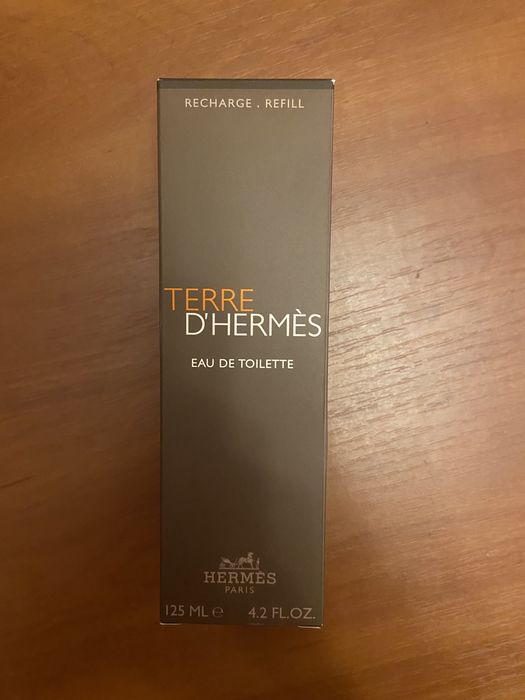 RECHARGE . REFILL
TERRE
D'HERMÈS
EAU DE TOILETTE
HERMÈS
PARIS
125 ML ℮ 4.2 FL.OZ.